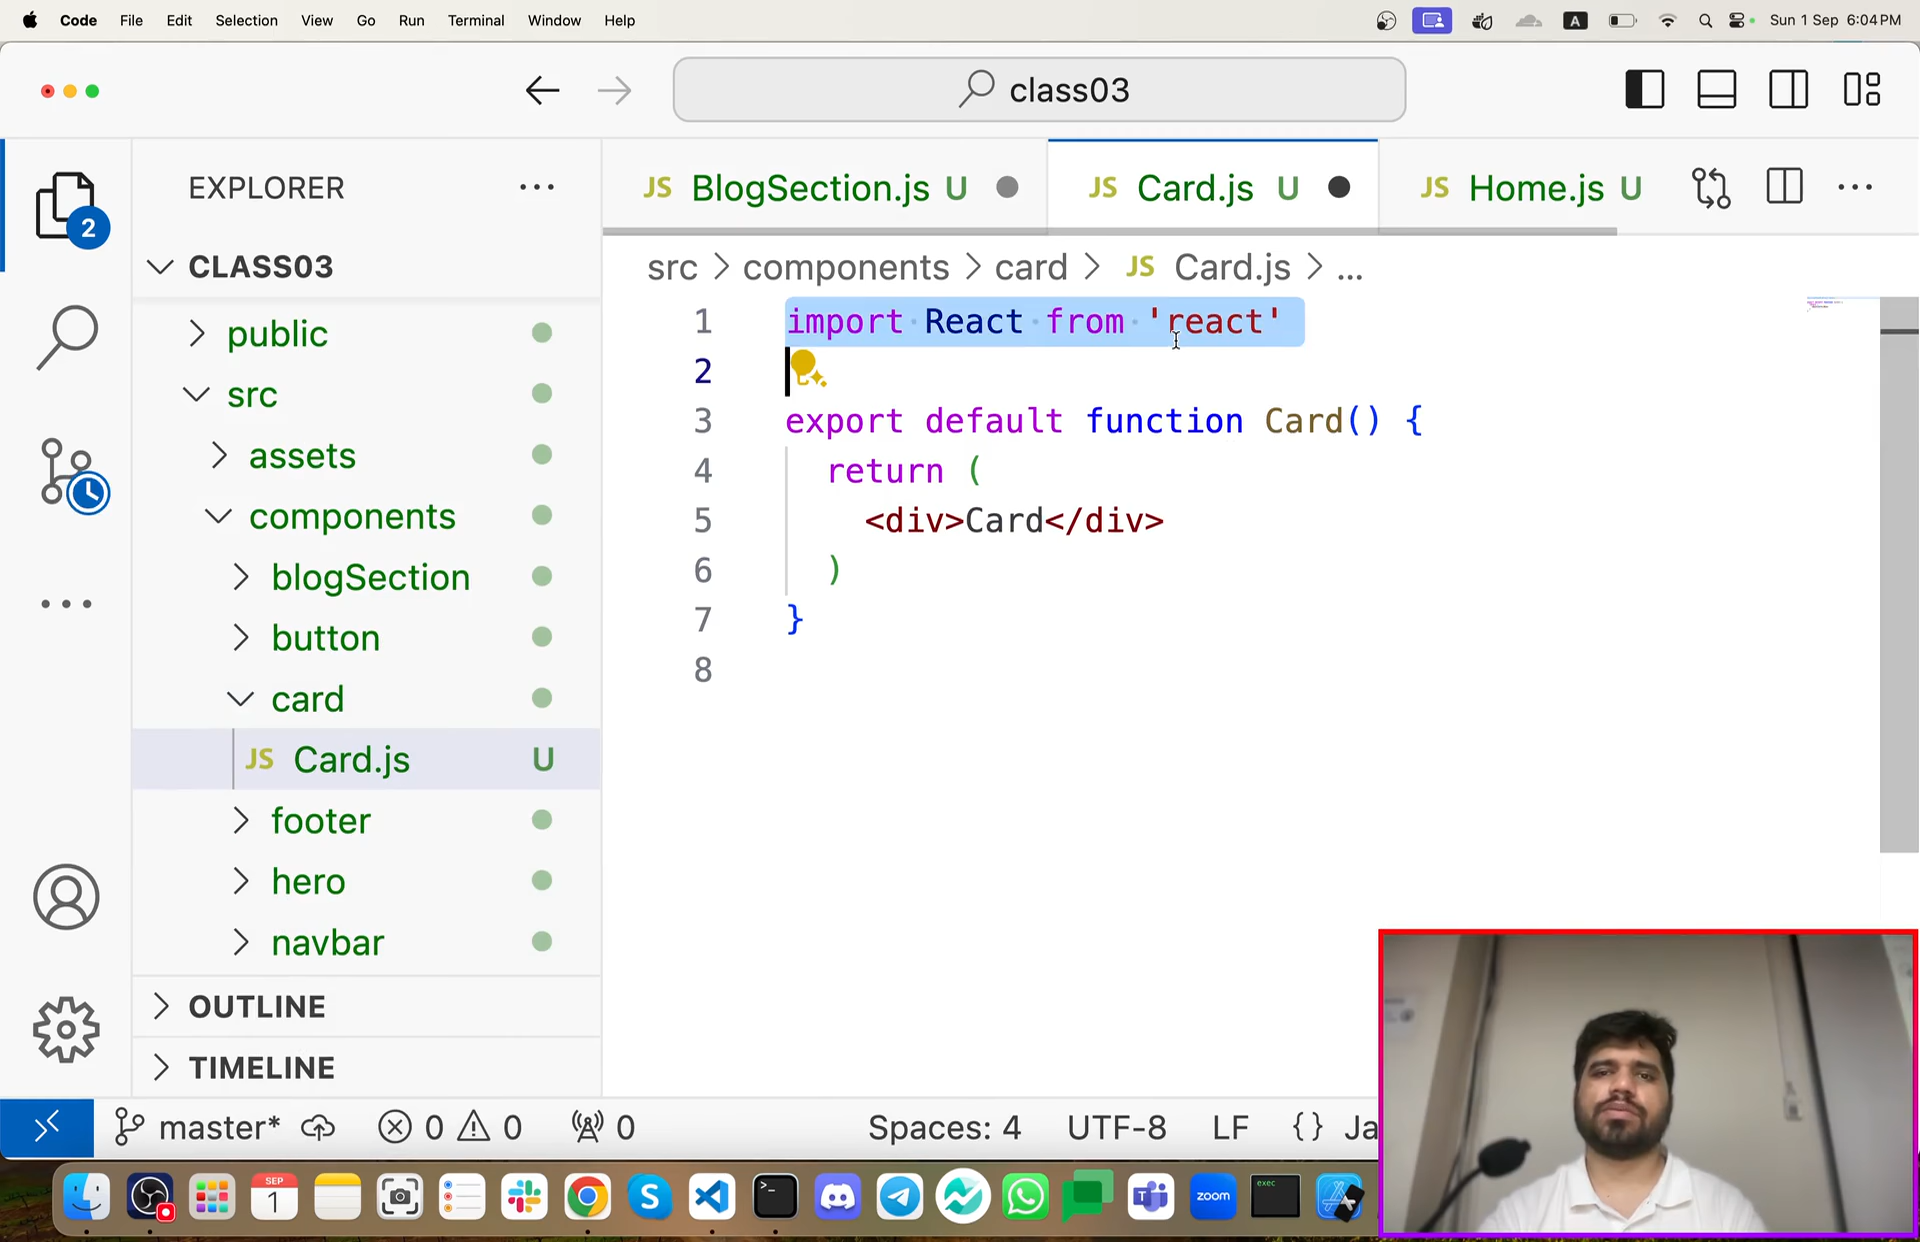 Code File Edit Selection View Go Run Terminal Window Help A Sun 1 Sep 6:04 PM
class03
2
EXPLORER
CLASS03
public
src
assets
components
blogSection
button
card
JS Card.js U
footer
hero
navbar
OUTLINE
TIMELINE
JS BlogSection.js U
JS Card.js U
JS Home.js U
src > components > card > JS Card.js > ...
1 import React from 'react'
2
3 export default function Card() {
4 return (
5 <div>Card</div>
6 )
7 }
8
master* 0 0 0 Spaces: 4 UTF-8 LF {} Ja
SEP
1
S
zoom
exec